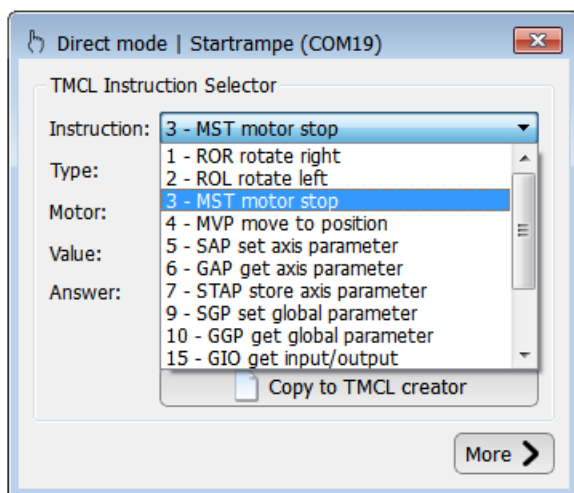 Direct mode | Startrampe (COM19)
TMCL Instruction Selector
Instruction: 3 - MST motor stop
1 - ROR rotate right
Type:
2 - ROL rotate left
3 - MST motor stop
Motor:
4 - MVP move to position
5 - SAP set axis parameter
Value:
6 - GAP get axis parameter
Answer:
7 - STAP store axis parameter
9 - SGP set global parameter
10 - GGP get global parameter
15 - GIO get input/output
Copy to TMCL creator
More